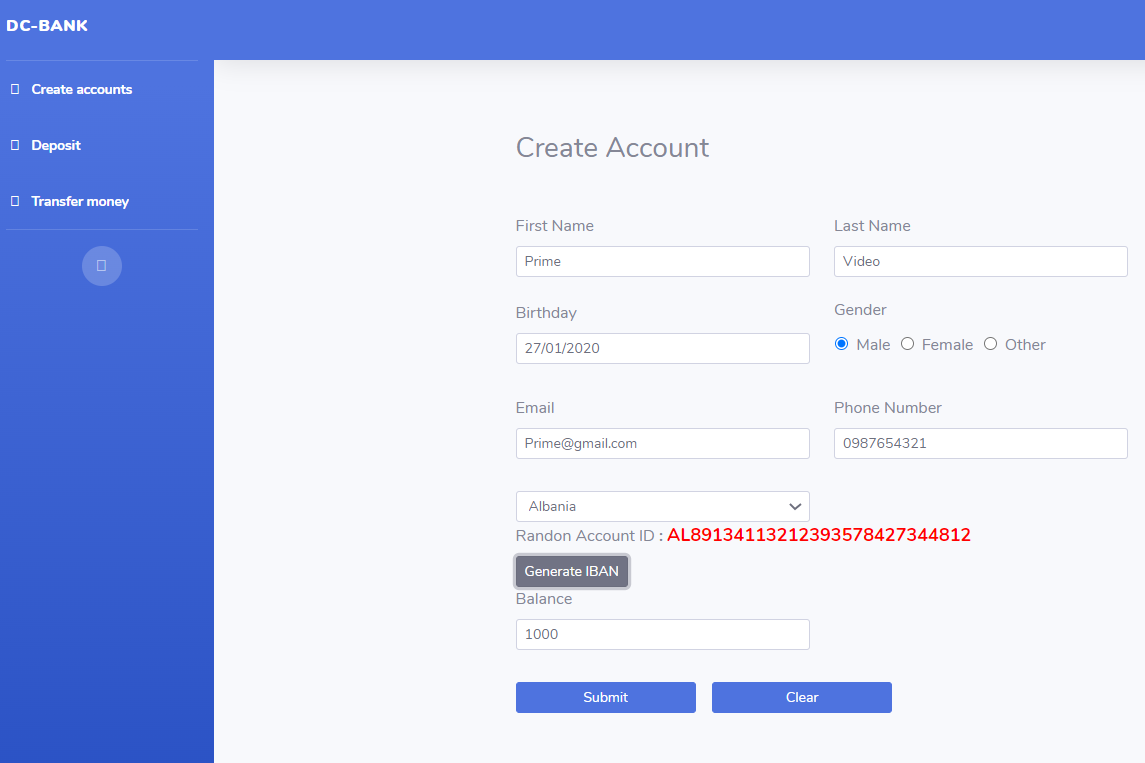 DC-BANK
Create accounts
Deposit
Transfer money
Create Account
First Name Last Name
Prime Video
Birthday Gender
27/01/2020 Male Female Other
Email Phone Number
Prime@gmail.com 0987654321
Albania
Randon Account ID : AL89134113212393578427344812
Generate IBAN
Balance
1000
Submit Clear